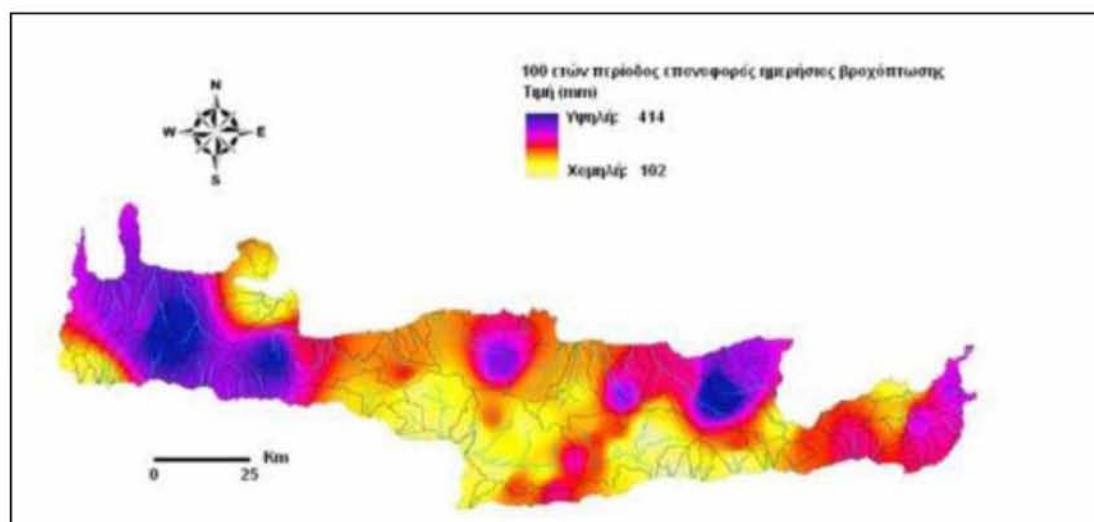 100 ετών περίοδος επαναφοράς ημερήσιας βροχόπτωσης
Τιμή (mm)
Υψηλή: 414
Χαμηλή: 102
N
W E
S
Km
0 25